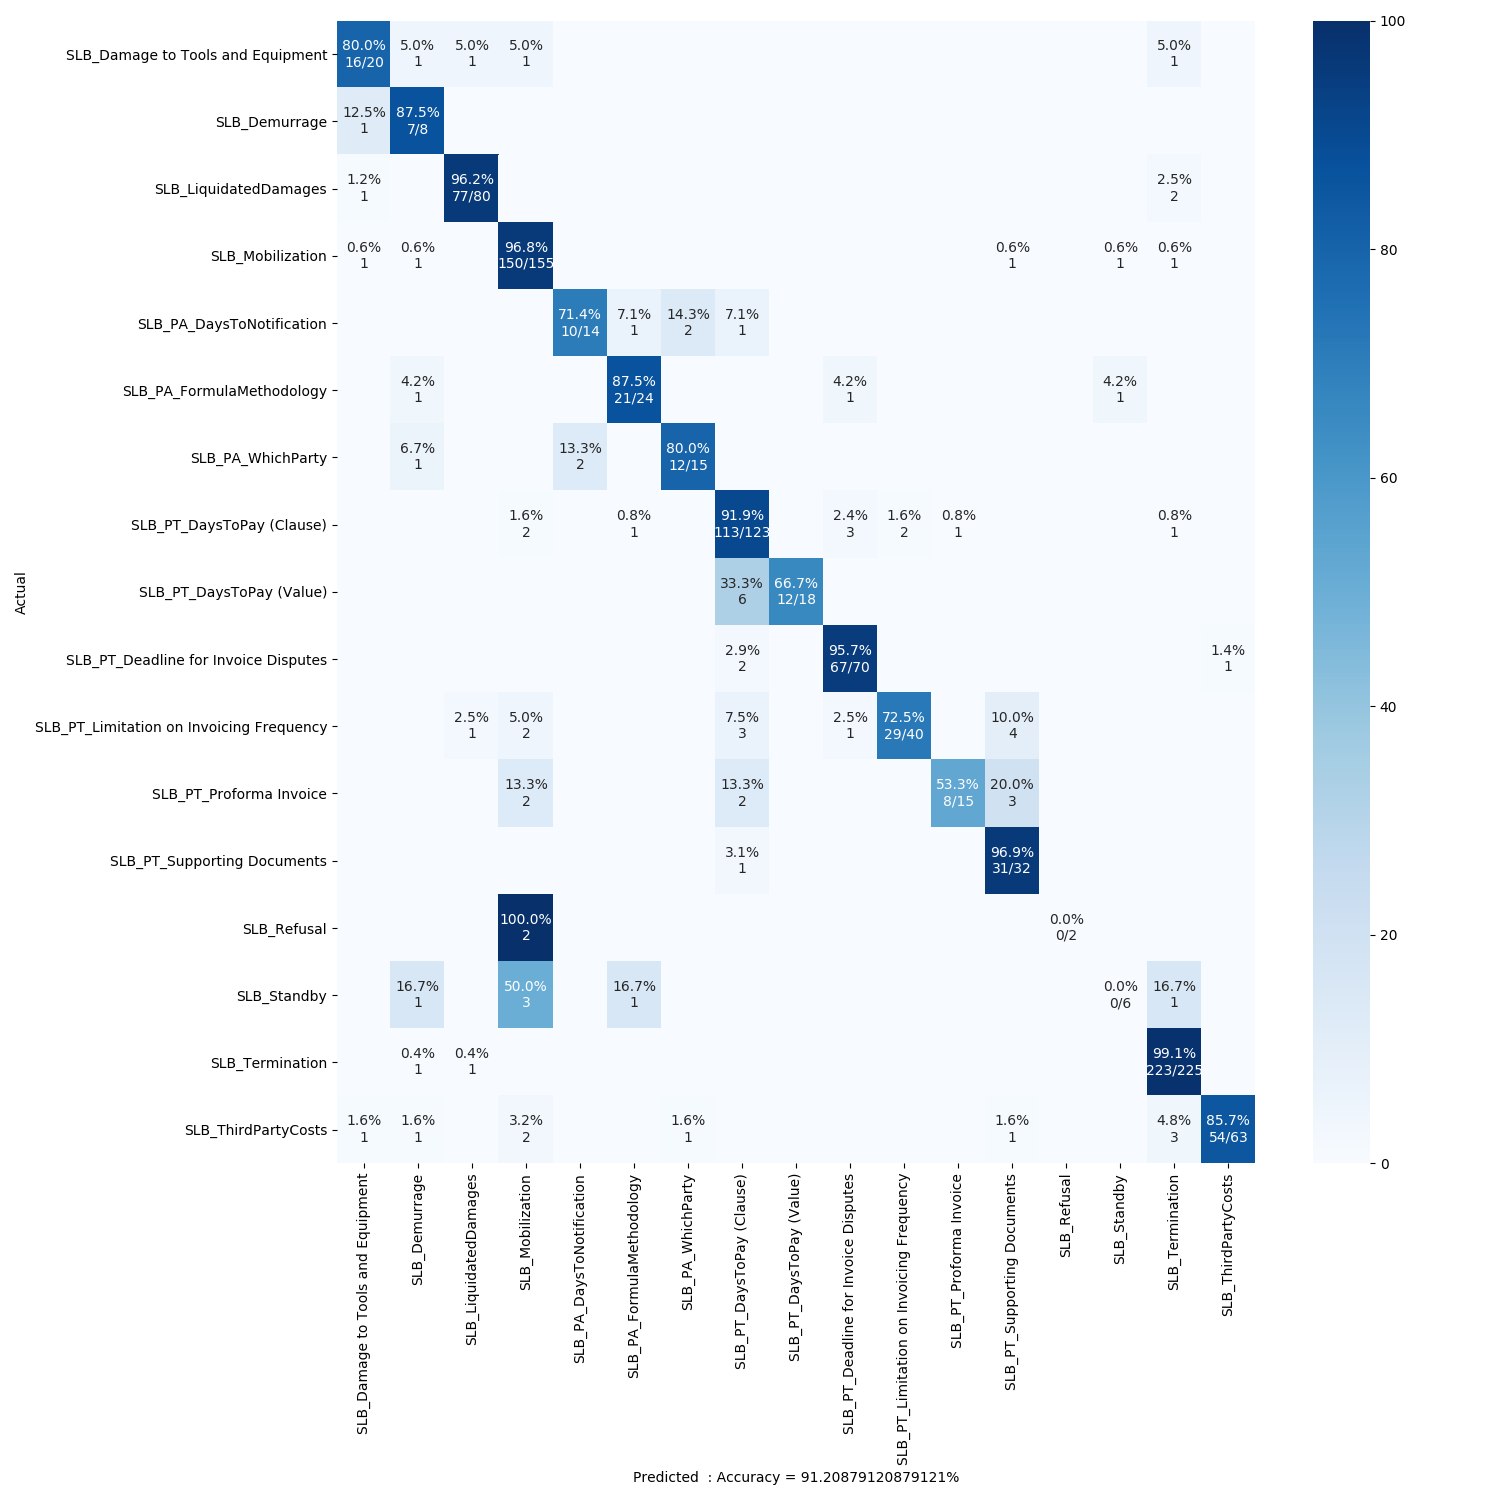 SLB_Damage to Tools and Equipment 80.0% 5.0% 5.0% 5.0% 5.0%
16/20 1 1 1 1
SLB_Demurrage 12.5% 87.5%
1 7/8
SLB_LiquidatedDamages 1.2% 96.2% 2.5%
1 77/80 2
SLB_Mobilization 0.6% 0.6% 96.8% 0.6% 0.6% 0.6%
1 1 150/155 1 1 1
SLB_PA_DaysToNotification 71.4% 7.1% 14.3% 7.1%
10/14 1 2 1
SLB_PA_FormulaMethodology 4.2% 87.5% 4.2% 4.2%
1 21/24 1 1
SLB_PA_WhichParty 6.7% 13.3% 80.0%
1 2 12/15
SLB_PT_DaysToPay (Clause) 1.6% 0.8% 91.9% 2.4% 1.6% 0.8% 0.8%
2 1 113/123 3 2 1 1
SLB_PT_DaysToPay (Value) 33.3% 66.7%
6 12/18
SLB_PT_Deadline for Invoice Disputes 2.9% 95.7% 1.4%
2 67/70 1
SLB_PT_Limitation on Invoicing Frequency 2.5% 5.0% 7.5% 2.5% 72.5% 10.0%
1 2 3 1 29/40 4
SLB_PT_Proforma Invoice 13.3% 13.3% 53.3% 20.0%
2 2 8/15 3
SLB_PT_Supporting Documents 3.1% 96.9%
1 31/32
SLB_Refusal 100.0% 0.0%
2 0/2
SLB_Standby 16.7% 50.0% 16.7% 0.0% 16.7%
1 3 1 0/6 1
SLB_Termination 0.4% 0.4% 99.1%
1 1 223/225
SLB_ThirdPartyCosts 1.6% 1.6% 3.2% 1.6% 1.6% 4.8% 85.7%
1 1 2 1 1 3 54/63
Actual
SLB_Damage to Tools and Equipment
SLB_Demurrage
SLB_LiquidatedDamages
SLB_Mobilization
SLB_PA_DaysToNotification
SLB_PA_FormulaMethodology
SLB_PA_WhichParty
SLB_PT_DaysToPay (Clause)
SLB_PT_DaysToPay (Value)
SLB_PT_Deadline for Invoice Disputes
SLB_PT_Limitation on Invoicing Frequency
SLB_PT_Proforma Invoice
SLB_PT_Supporting Documents
SLB_Refusal
SLB_Standby
SLB_Termination
SLB_ThirdPartyCosts
Predicted : Accuracy = 91.20879120879121%
100
80
60
40
20
0